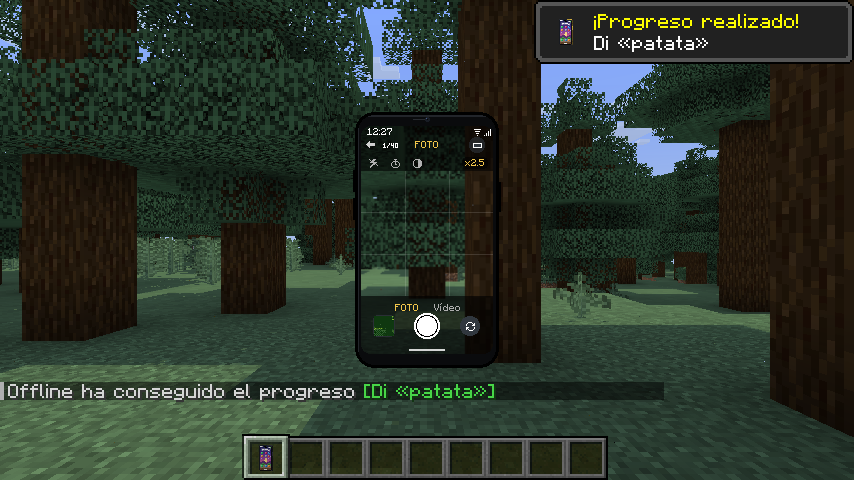 ¡Progreso realizado!
Di «patata»
12:27
1/40 FOTO
x2.5
FOTO Vídeo
Offline ha conseguido el progreso [Di «patata»]